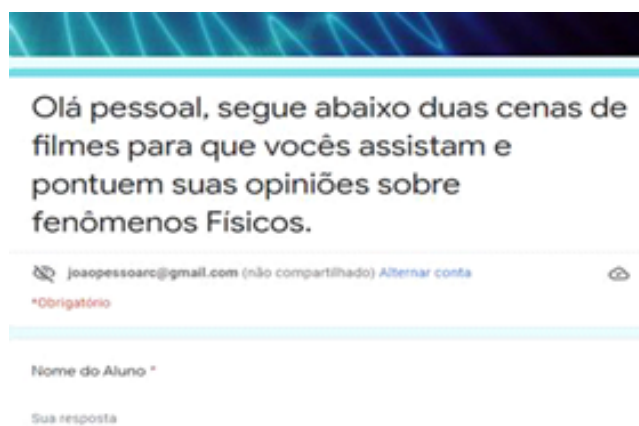 Olá pessoal, segue abaixo duas cenas de
filmes para que vocês assistam e
pontuem suas opiniões sobre
fenômenos Físicos.
joaopessoarc@gmail.com (não compartilhado) Alternar conta
*Obrigatório
Nome do Aluno *
Sua resposta